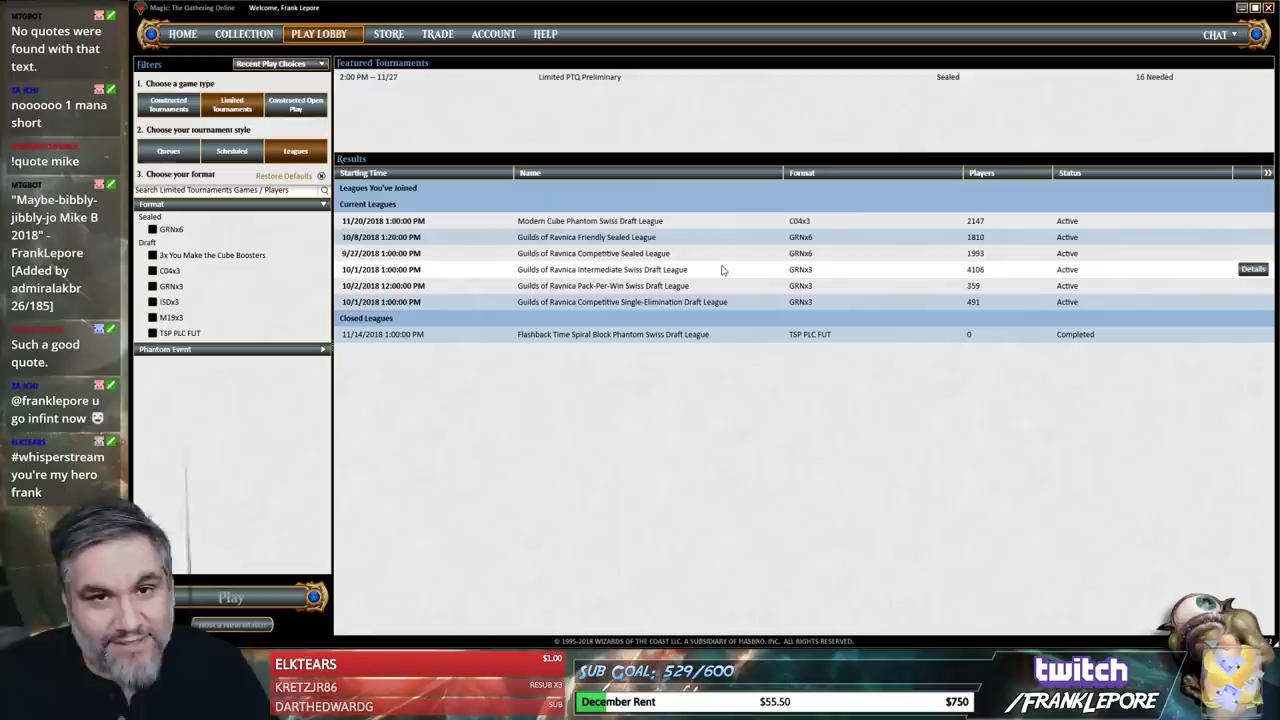 Magic: The Gathering Online
Welcome, Frank Lepore
HOME COLLECTION PLAY LOBBY STORE TRADE ACCOUNT HELP
CHAT
MTGBOT
No quotes were
found with that
text.
ZA_ICHI
noooooo 1 mana
short
!quote mike
MTGBOT
"Maybe-bibbly-
jibbly-jo Mike B
2018" -
FrankLepore
[Added by
admiralakbr
26/185]
Such a good
quote.
ZA_ICHI
@franklepore u
go infint now
ELKTEARS
#whisperstream
you're my hero
frank
Filters
Recent Play Choices
1. Choose a game type
Constructed Tournaments
Limited Tournaments
Constructed Open Play
2. Choose your tournament style
Queues
Scheduled
Leagues
3. Choose your format
Restore Defaults
Search Limited Tournaments Games / Players
Format
Sealed
GRNx6
Draft
3x You Make the Cube Boosters
C04x3
GRNx3
ISDx3
M19x3
TSP PLC FUT
Phantom Event
Play
Featured Tournaments
2:00 PM -- 11/27 Limited PTQ Preliminary Sealed 16 Needed
Results
Starting Time Name Format Players Status
Leagues You've Joined
Current Leagues
11/20/2018 1:00:00 PM Modern Cube Phantom Swiss Draft League C04x3 2147 Active
10/8/2018 1:20:00 PM Guilds of Ravnica Friendly Sealed League GRNx6 1810 Active
9/27/2018 1:00:00 PM Guilds of Ravnica Competitive Sealed League GRNx6 1993 Active
10/1/2018 1:00:00 PM Guilds of Ravnica Intermediate Swiss Draft League GRNx3 4106 Active Details
10/2/2018 12:00:00 PM Guilds of Ravnica Pack-Per-Win Swiss Draft League GRNx3 359 Active
10/1/2018 1:00:00 PM Guilds of Ravnica Competitive Single-Elimination Draft League GRNx3 491 Active
Closed Leagues
11/14/2018 1:00:00 PM Flashback Time Spiral Block Phantom Swiss Draft League TSP PLC FUT 0 Completed
© 1995-2018 WIZARDS OF THE COAST LLC, A SUBSIDIARY OF HASBRO, INC. ALL RIGHTS RESERVED.
ELKTEARS $1.00
KRETZJR86 RESUB X3
DARTHEDWARDG SUB
SUB GOAL: 529/600
December Rent $55.50 $750
twitch
/FRANKLEPORE